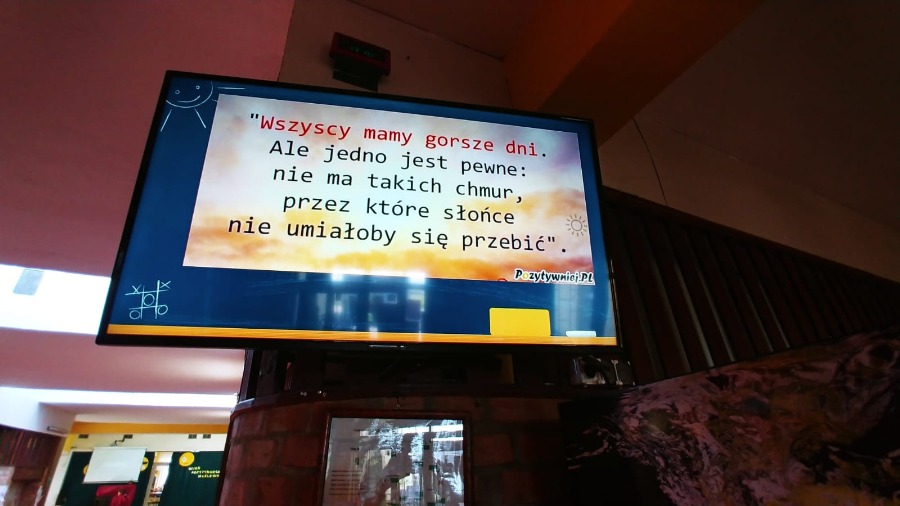 "Wszyscy mamy gorsze dni.
Ale jedno jest pewne:
nie ma takich chmur,
przez które słońce
nie umiałoby się przebić".
Pozytywniej.PL